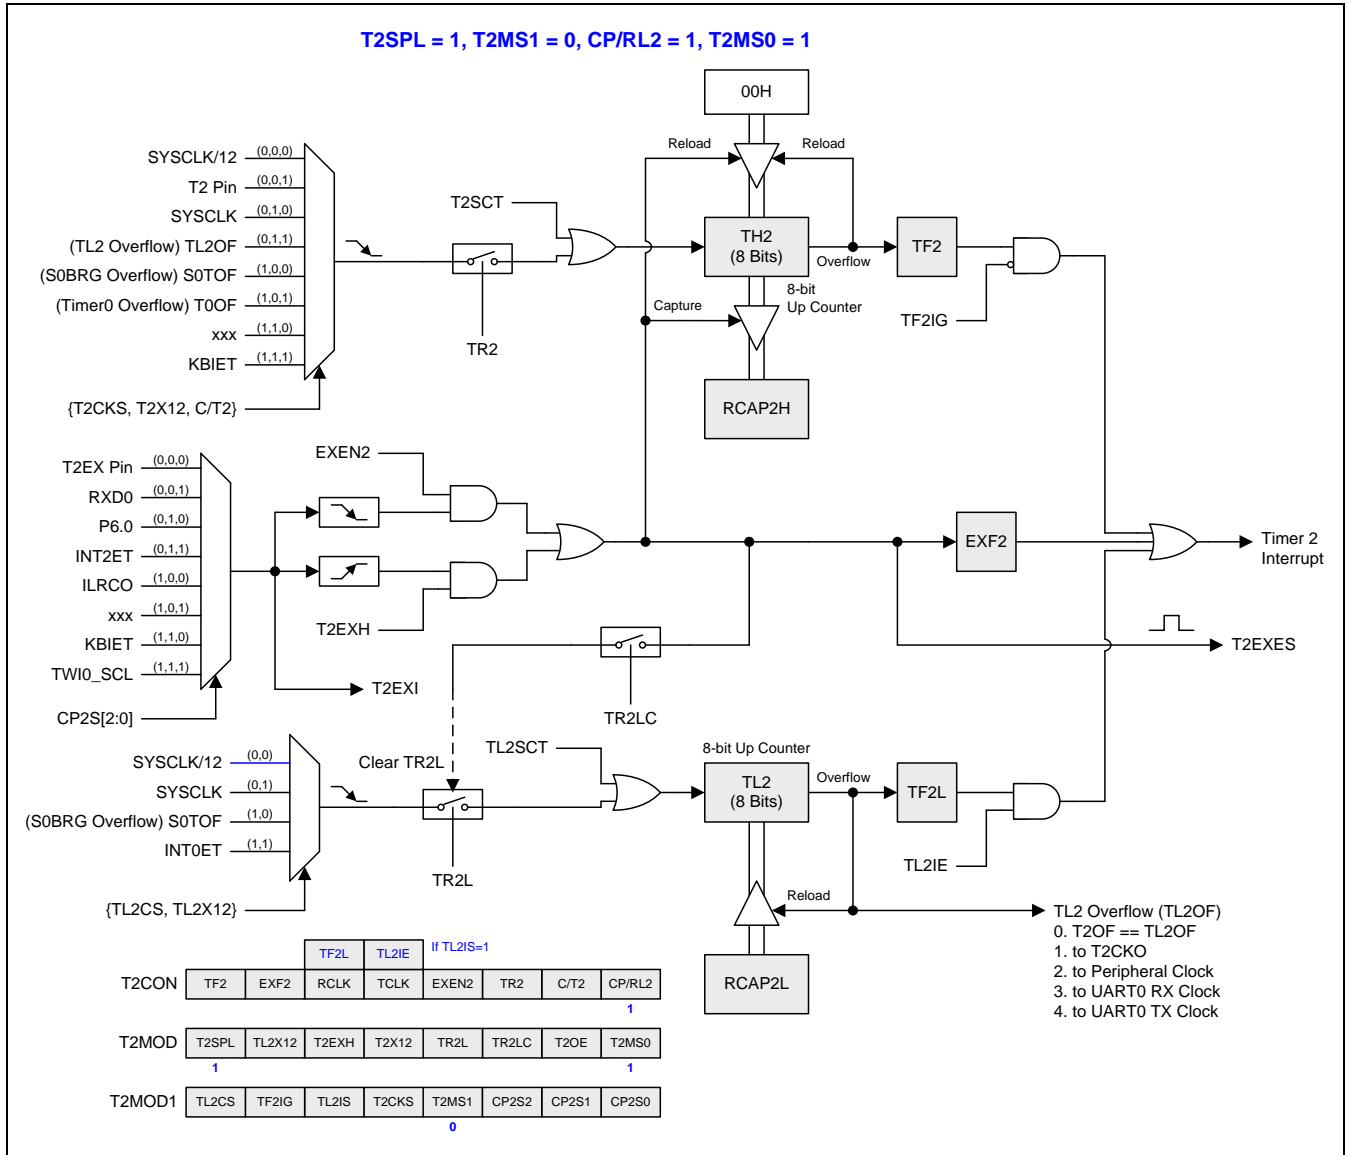 T2SPL = 1, T2MS1 = 0, CP/RL2 = 1, T2MS0 = 1
00H
Reload
Reload
SYSCLK/12 (0,0,0)
T2 Pin (0,0,1)
SYSCLK (0,1,0)
(TL2 Overflow) TL2OF (0,1,1)
(S0BRG Overflow) S0TOF (1,0,0)
(Timer0 Overflow) T0OF (1,0,1)
xxx (1,1,0)
KBIET (1,1,1)
{T2CKS, T2X12, C/T2}
T2SCT
TR2
TH2
(8 Bits)
Overflow
8-bit
Up Counter
Capture
RCAP2H
TF2
TF2IG
T2EX Pin (0,0,0)
RXD0 (0,0,1)
P6.0 (0,1,0)
INT2ET (0,1,1)
ILRCO (1,0,0)
xxx (1,0,1)
KBIET (1,1,0)
TWI0_SCL (1,1,1)
CP2S[2:0]
EXEN2
T2EXH
T2EXI
EXF2
Timer 2
Interrupt
T2EXES
TR2LC
Clear TR2L
SYSCLK/12 (0,0)
SYSCLK (0,1)
(S0BRG Overflow) S0TOF (1,0)
INT0ET (1,1)
{TL2CS, TL2X12}
TR2L
TL2SCT
8-bit Up Counter
TL2
(8 Bits)
Overflow
TF2L
TL2IE
Reload
RCAP2L
TL2 Overflow (TL2OF)
0. T2OF == TL2OF
1. to T2CKO
2. to Peripheral Clock
3. to UART0 RX Clock
4. to UART0 TX Clock
TF2L TL2IE If TL2IS=1
T2CON TF2 EXF2 RCLK TCLK EXEN2 TR2 C/T2 CP/RL2
1
T2MOD T2SPL TL2X12 T2EXH T2X12 TR2L TR2LC T2OE T2MS0
1 1
T2MOD1 TL2CS TF2IG TL2IS T2CKS T2MS1 CP2S2 CP2S1 CP2S0
0